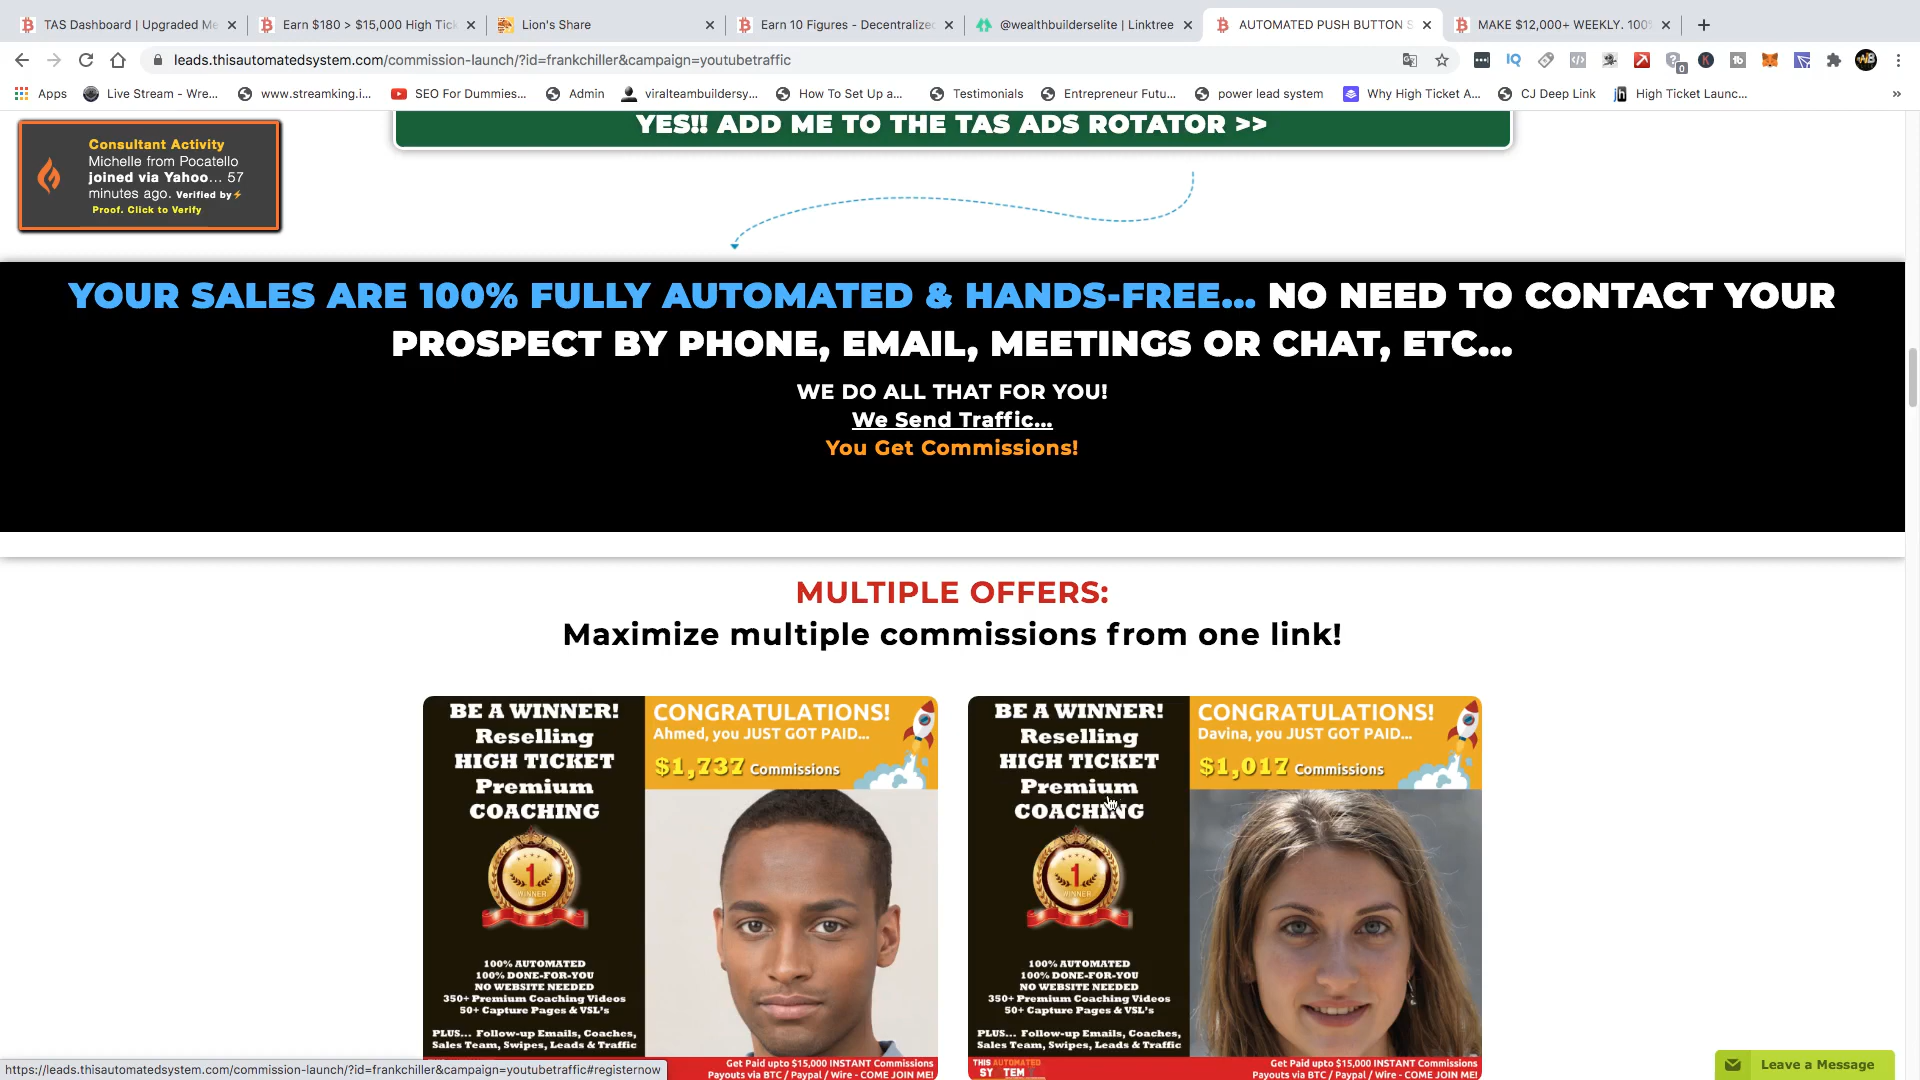 TAS Dashboard | Upgraded Me
Earn $180 > $15,000 High Tick
Lion's Share
Earn 10 Figures - Decentralized
@wealthbuilderselite | Linktree
AUTOMATED PUSH BUTTON S
MAKE $12,000+ WEEKLY. 100%
leads.thisautomatedsystem.com/commission-launch/?id=frankchiller&campaign=youtubetraffic
Apps
Live Stream - Wre...
www.streamking.i...
SEO For Dummies...
Admin
viralteambuildersy...
How To Set Up a...
Testimonials
Entrepreneur Futu...
power lead system
Why High Ticket A...
CJ Deep Link
High Ticket Launc...
YES!! ADD ME TO THE TAS ADS ROTATOR >>
Consultant Activity
Michelle from Pocatello
joined via Yahoo... 57
minutes ago. Verified by⚡
Proof. Click to Verify
YOUR SALES ARE 100% FULLY AUTOMATED & HANDS-FREE... NO NEED TO CONTACT YOUR
PROSPECT BY PHONE, EMAIL, MEETINGS OR CHAT, ETC...
WE DO ALL THAT FOR YOU!
We Send Traffic...
You Get Commissions!
MULTIPLE OFFERS:
Maximize multiple commissions from one link!
BE A WINNER!
Reselling
HIGH TICKET
Premium
COACHING
1
WINNER
100% AUTOMATED
100% DONE-FOR-YOU
NO WEBSITE NEEDED
350+ Premium Coaching Videos
50+ Capture Pages & VSL's
PLUS... Follow-up Emails, Coaches,
Sales Team, Swipes, Leads & Traffic
CONGRATULATIONS!
Ahmed, you JUST GOT PAID...
$1,737 Commissions
Get Paid upto $15,000 INSTANT Commissions
Payouts via BTC / Paypal / Wire - COME JOIN ME!
BE A WINNER!
Reselling
HIGH TICKET
Premium
COACHING
1
WINNER
100% AUTOMATED
100% DONE-FOR-YOU
NO WEBSITE NEEDED
350+ Premium Coaching Videos
50+ Capture Pages & VSL's
PLUS... Follow-up Emails, Coaches,
Sales Team, Swipes, Leads & Traffic
CONGRATULATIONS!
Davina, you JUST GOT PAID...
$1,017 Commissions
THIS AUTOMATED
SY TEM
Get Paid upto $15,000 INSTANT Commissions
Payouts via BTC / Paypal / Wire - COME JOIN ME!
https://leads.thisautomatedsystem.com/commission-launch/?id=frankchiller&campaign=youtubetraffic#registernow
Leave a Message